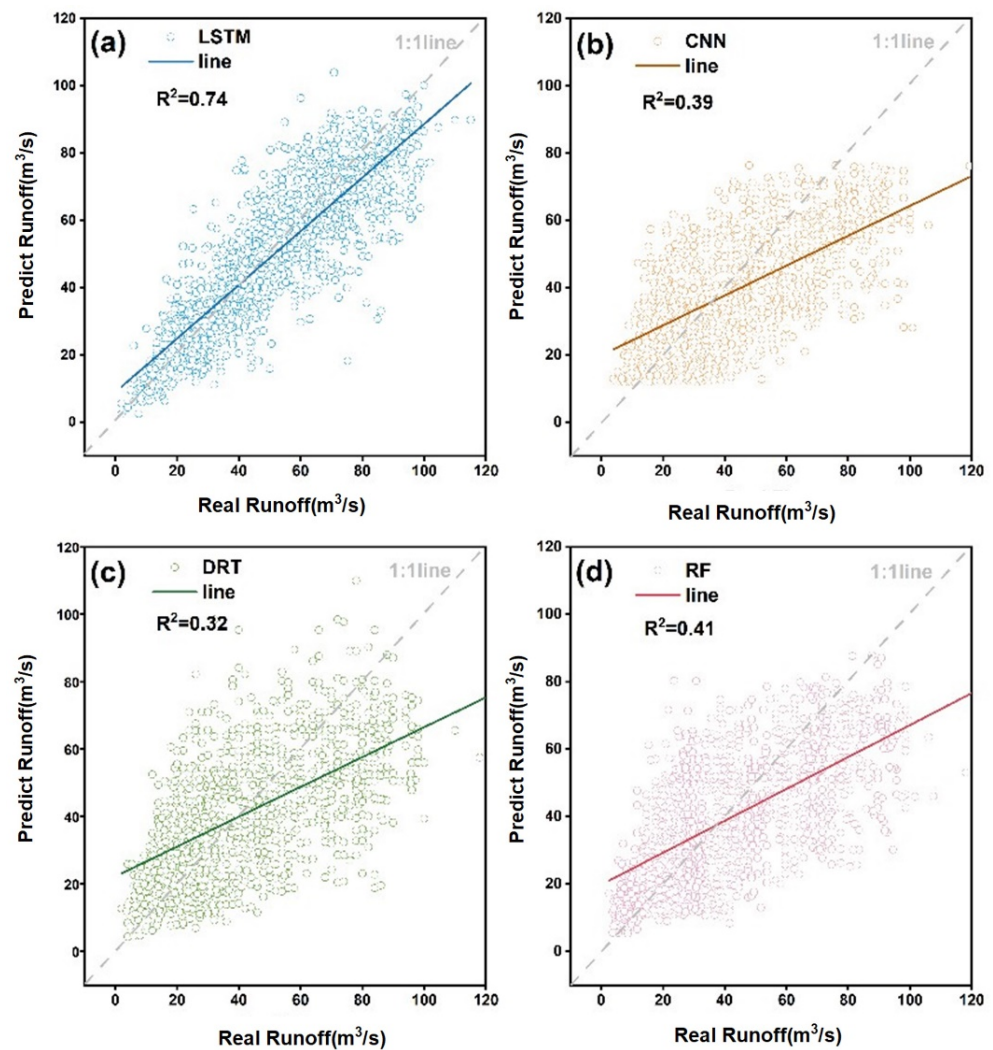 120
(a)
LSTM
1:1line
line
R²=0.74
100
80
60
40
20
0
Predict Runoff(m³/s)
0 20 40 60 80 100 120
Real Runoff(m³/s)
120
(b)
CNN
1:1line
line
R²=0.39
100
80
60
40
20
0
Predict Runoff(m³/s)
0 20 40 60 80 100 120
Real Runoff(m³/s)
120
(c)
DRT
1:1line
line
R²=0.32
100
80
60
40
20
0
Predict Runoff(m³/s)
0 20 40 60 80 100 120
Real Runoff(m³/s)
120
(d)
RF
1:1line
line
R²=0.41
100
80
60
40
20
0
Predict Runoff(m³/s)
0 20 40 60 80 100 120
Real Runoff(m³/s)